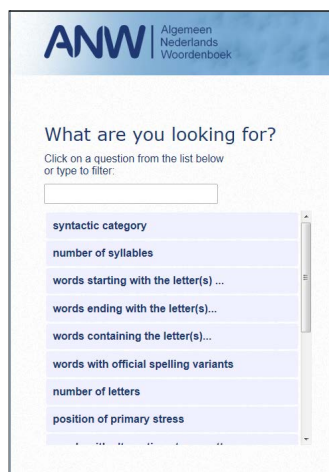 ANW
Algemeen
Nederlands
Woordenboek
What are you looking for?
Click on a question from the list below
or type to filter:
syntactic category
number of syllables
words starting with the letter(s) ...
words ending with the letter(s)...
words containing the letter(s)...
words with official spelling variants
number of letters
position of primary stress